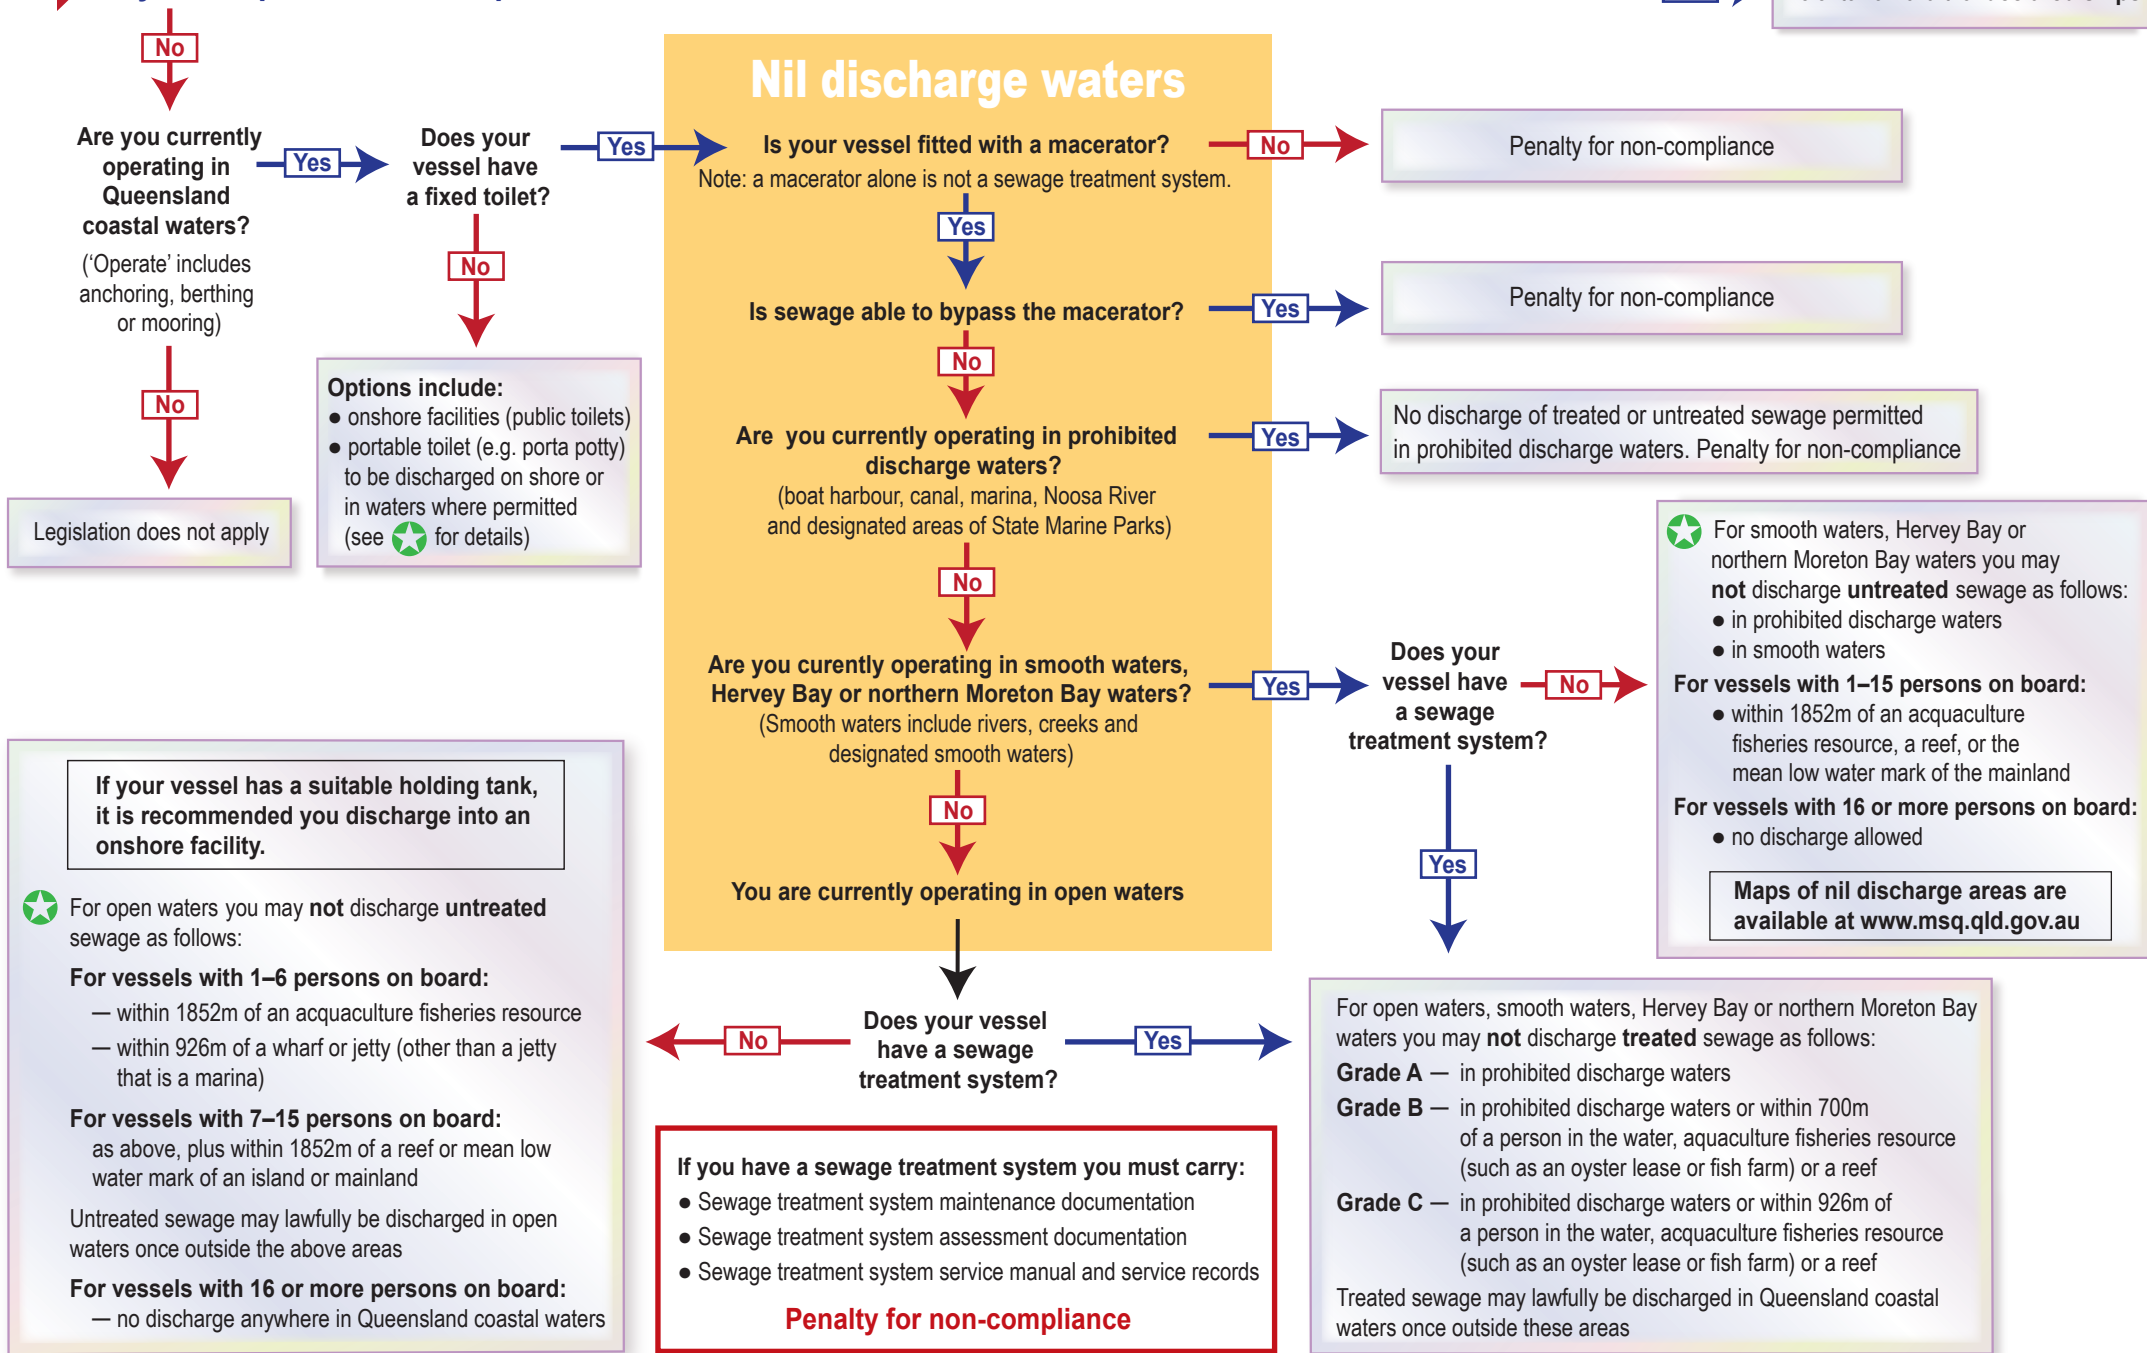 No
Are you currently
operating in
Queensland
coastal waters?
('Operate' includes
anchoring, berthing
or mooring)
Yes
No
Legislation does not apply
Does your
vessel have
a fixed toilet?
Yes
No
Options include:
● onshore facilities (public toilets)
● portable toilet (e.g. porta potty)
to be discharged on shore or
in waters where permitted
(see for details)
Nil discharge waters
Is your vessel fitted with a macerator?
Note: a macerator alone is not a sewage treatment system.
No
Penalty for non-compliance
Yes
Is sewage able to bypass the macerator?
Yes
Penalty for non-compliance
No
Are you currently operating in prohibited
discharge waters?
(boat harbour, canal, marina, Noosa River
and designated areas of State Marine Parks)
Yes
No discharge of treated or untreated sewage permitted
in prohibited discharge waters. Penalty for non-compliance
No
Are you curently operating in smooth waters,
Hervey Bay or northern Moreton Bay waters?
(Smooth waters include rivers, creeks and
designated smooth waters)
Yes
Does your
vessel have
a sewage
treatment system?
No
For smooth waters, Hervey Bay or
northern Moreton Bay waters you may
not discharge untreated sewage as follows:
● in prohibited discharge waters
● in smooth waters
For vessels with 1–15 persons on board:
● within 1852m of an acquaculture
fisheries resource, a reef, or the
mean low water mark of the mainland
For vessels with 16 or more persons on board:
● no discharge allowed
Maps of nil discharge areas are
available at www.msq.qld.gov.au
Yes
No
You are currently operating in open waters
Does your vessel
have a sewage
treatment system?
No
Yes
If your vessel has a suitable holding tank,
it is recommended you discharge into an
onshore facility.
For open waters you may not discharge untreated
sewage as follows:
For vessels with 1–6 persons on board:
— within 1852m of an acquaculture fisheries resource
— within 926m of a wharf or jetty (other than a jetty
that is a marina)
For vessels with 7–15 persons on board:
as above, plus within 1852m of a reef or mean low
water mark of an island or mainland
Untreated sewage may lawfully be discharged in open
waters once outside the above areas
For vessels with 16 or more persons on board:
— no discharge anywhere in Queensland coastal waters
If you have a sewage treatment system you must carry:
● Sewage treatment system maintenance documentation
● Sewage treatment system assessment documentation
● Sewage treatment system service manual and service records
Penalty for non-compliance
For open waters, smooth waters, Hervey Bay or northern Moreton Bay
waters you may not discharge treated sewage as follows:
Grade A — in prohibited discharge waters
Grade B — in prohibited discharge waters or within 700m
of a person in the water, aquaculture fisheries resource
(such as an oyster lease or fish farm) or a reef
Grade C — in prohibited discharge waters or within 926m of
a person in the water, acquaculture fisheries resource
(such as an oyster lease or fish farm) or a reef
Treated sewage may lawfully be discharged in Queensland coastal
waters once outside these areas